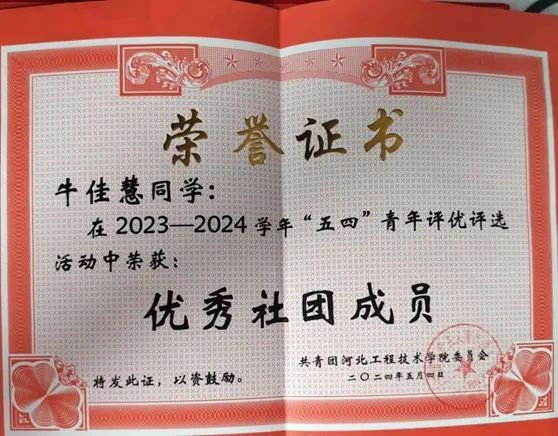 荣誉证书
牛佳慧同学：
在2023—2024学年“五四”青年评优评选
活动中荣获：
优秀社团成员
共青团河北工程技术学院委员会
特发此证，以资鼓励。
二〇二四年五月四日